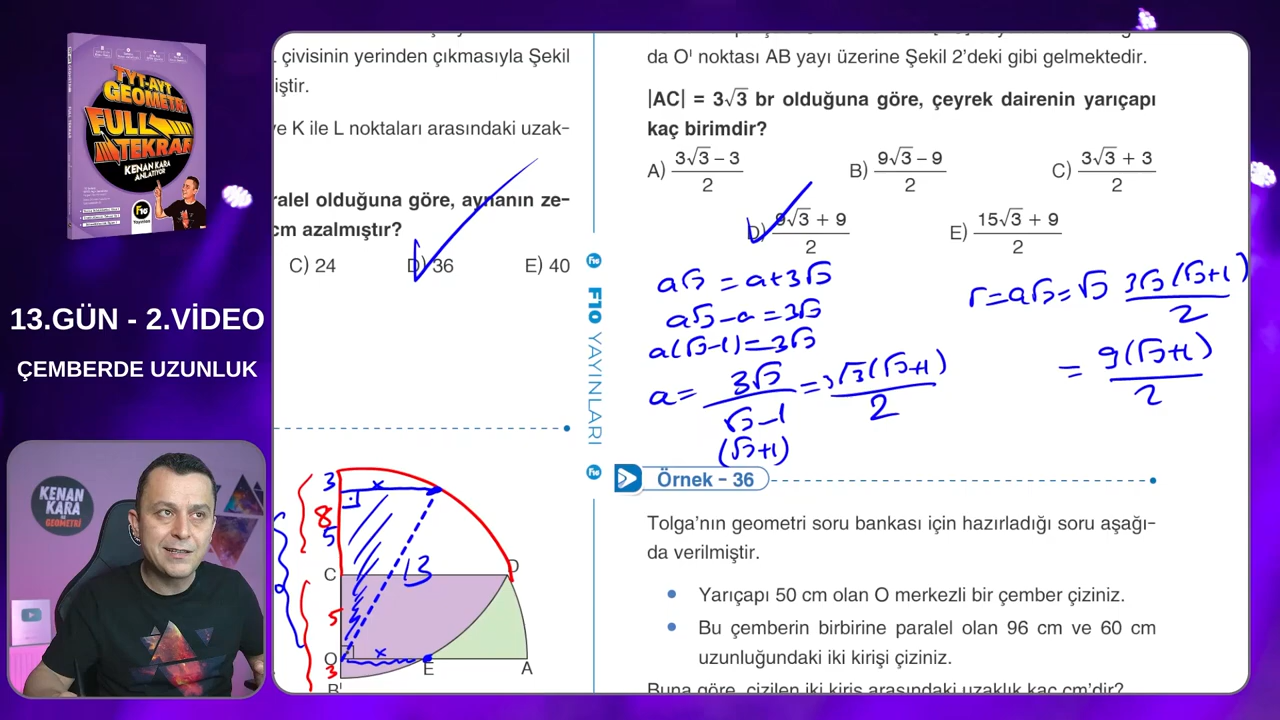 TYT-AYT
GEOMETRİ
FULL
TEKRAR
KENAN KARA
ANLATIYOR
F10
13.GÜN - 2.VİDEO
ÇEMBERDE UZUNLUK
KENAN
KARA
GEOMETRİ
çivisinin yerinden çıkmasıyla Şekil
iştir.
ve K ile L noktaları arasındaki uzak–
ralel olduğuna göre, aynanın ze–
cm azalmıştır?
C) 24
D) 36
E) 40
3
x
8
5
C
13
D
5
O
x
3
E
A
B'
F10 YAYINLARI
da Oᴵ noktası AB yayı üzerine Şekil 2’deki gibi gelmektedir.
|AC| = 3√3 br olduğuna göre, çeyrek dairenin yarıçapı
kaç birimdir?
A) (3√3 – 3)/2
B) (9√3 – 9)/2
C) (3√3 + 3)/2
D) (9√3 + 9)/2
E) (15√3 + 9)/2
a√3 = a+3√3
a√3 – a = 3√3
a(√3–1) = 3√3
a = 3√3/(√3–1) = 3√3(√3+1)/2
(√3+1)
r = a√3 = √3 3√3(√3+1)/2
= 9(√3+1)/2
Örnek – 36
Tolga’nın geometri soru bankası için hazırladığı soru aşağı–
da verilmiştir.
• Yarıçapı 50 cm olan O merkezli bir çember çiziniz.
• Bu çemberin birbirine paralel olan 96 cm ve 60 cm
uzunluğundaki iki kirişi çiziniz.
Buna göre, çizilen iki kiriş arasındaki uzaklık kaç cm’dir?